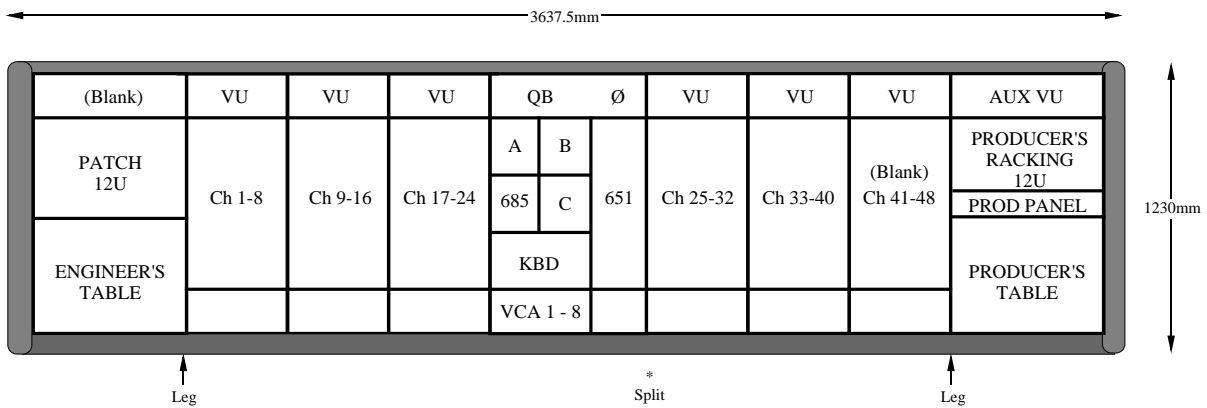 3637.5mm
(Blank)
VU
VU
VU
QB
Ø
VU
VU
VU
AUX VU
PATCH
12U
Ch 1-8
Ch 9-16
Ch 17-24
A
B
685
C
651
Ch 25-32
Ch 33-40
(Blank)
Ch 41-48
PRODUCER'S
RACKING
12U
PROD PANEL
1230mm
ENGINEER'S
TABLE
KBD
PRODUCER'S
TABLE
VCA 1 - 8
Leg
*
Split
Leg